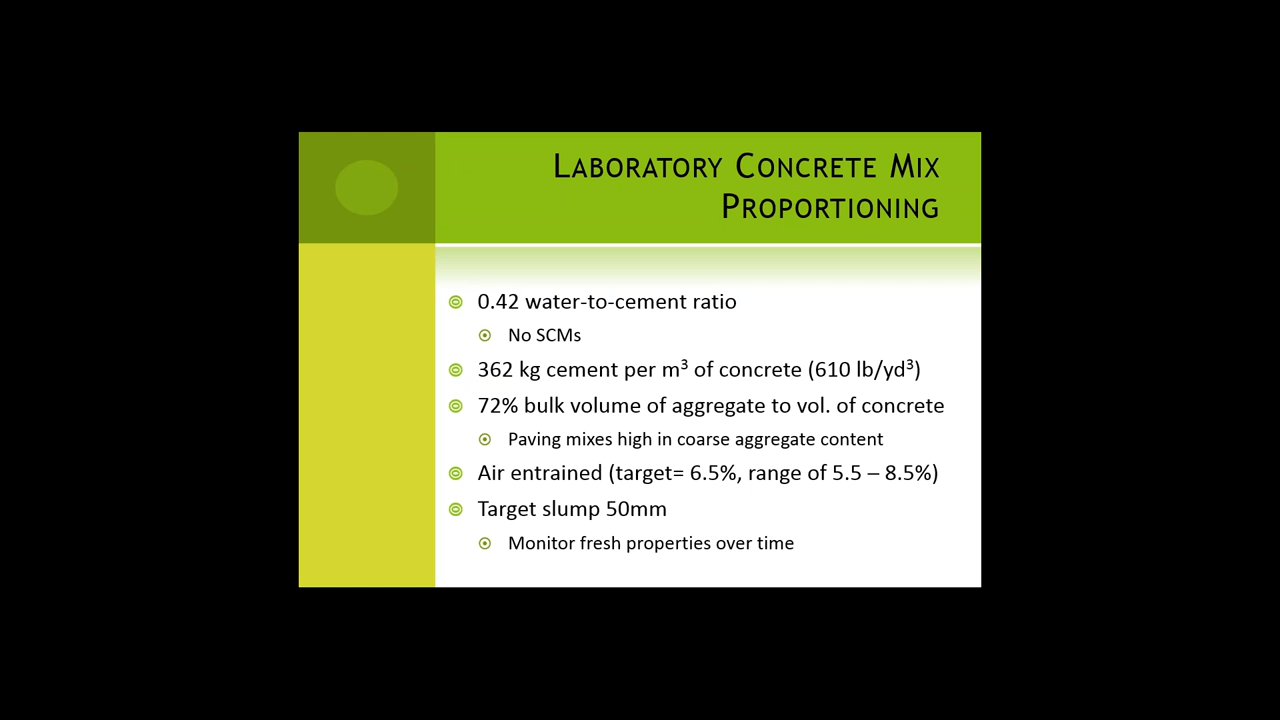 Laboratory Concrete Mix
Proportioning
0.42 water-to-cement ratio
No SCMs
362 kg cement per m³ of concrete (610 lb/yd³)
72% bulk volume of aggregate to vol. of concrete
Paving mixes high in coarse aggregate content
Air entrained (target= 6.5%, range of 5.5 – 8.5%)
Target slump 50mm
Monitor fresh properties over time